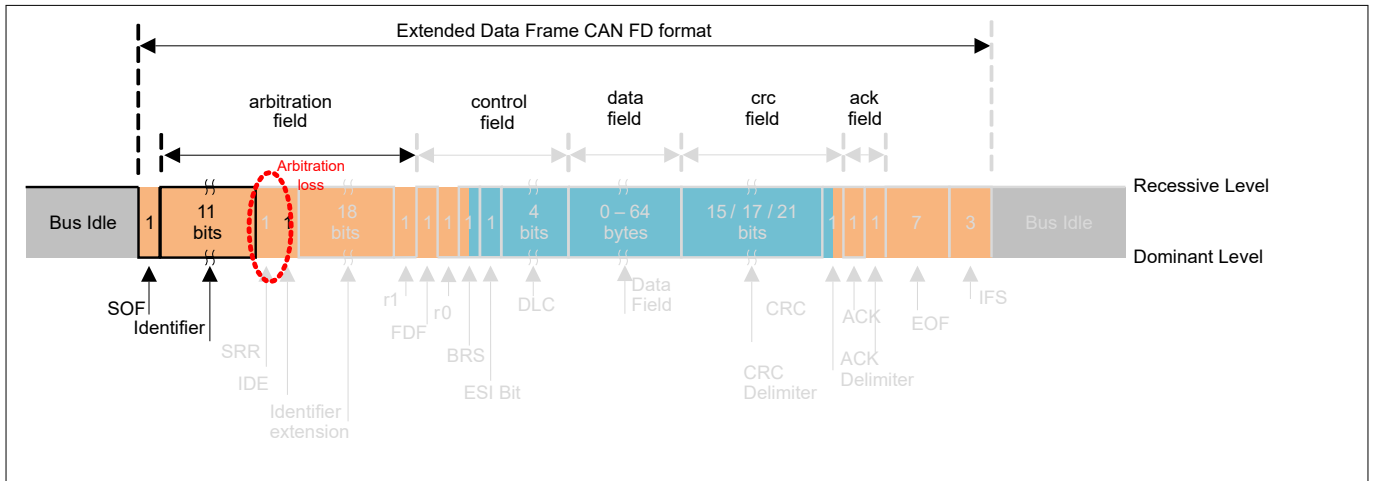 Extended Data Frame CAN FD format
arbitration
field
control
field
data
field
crc
field
ack
field
Arbitration
loss
Recessive Level
Bus Idle
1
11
bits
1
1
18
bits
1
1
1
1
1
4
bits
0 – 64
bytes
15 / 17 / 21
bits
1
1
1
7
3
Bus Idle
Dominant Level
SOF
Identifier
SRR
IDE
Identifier
extension
r1
FDF
r0
BRS
ESI Bit
DLC
Data
Field
CRC
CRC
Delimiter
ACK
ACK
Delimiter
EOF
IFS